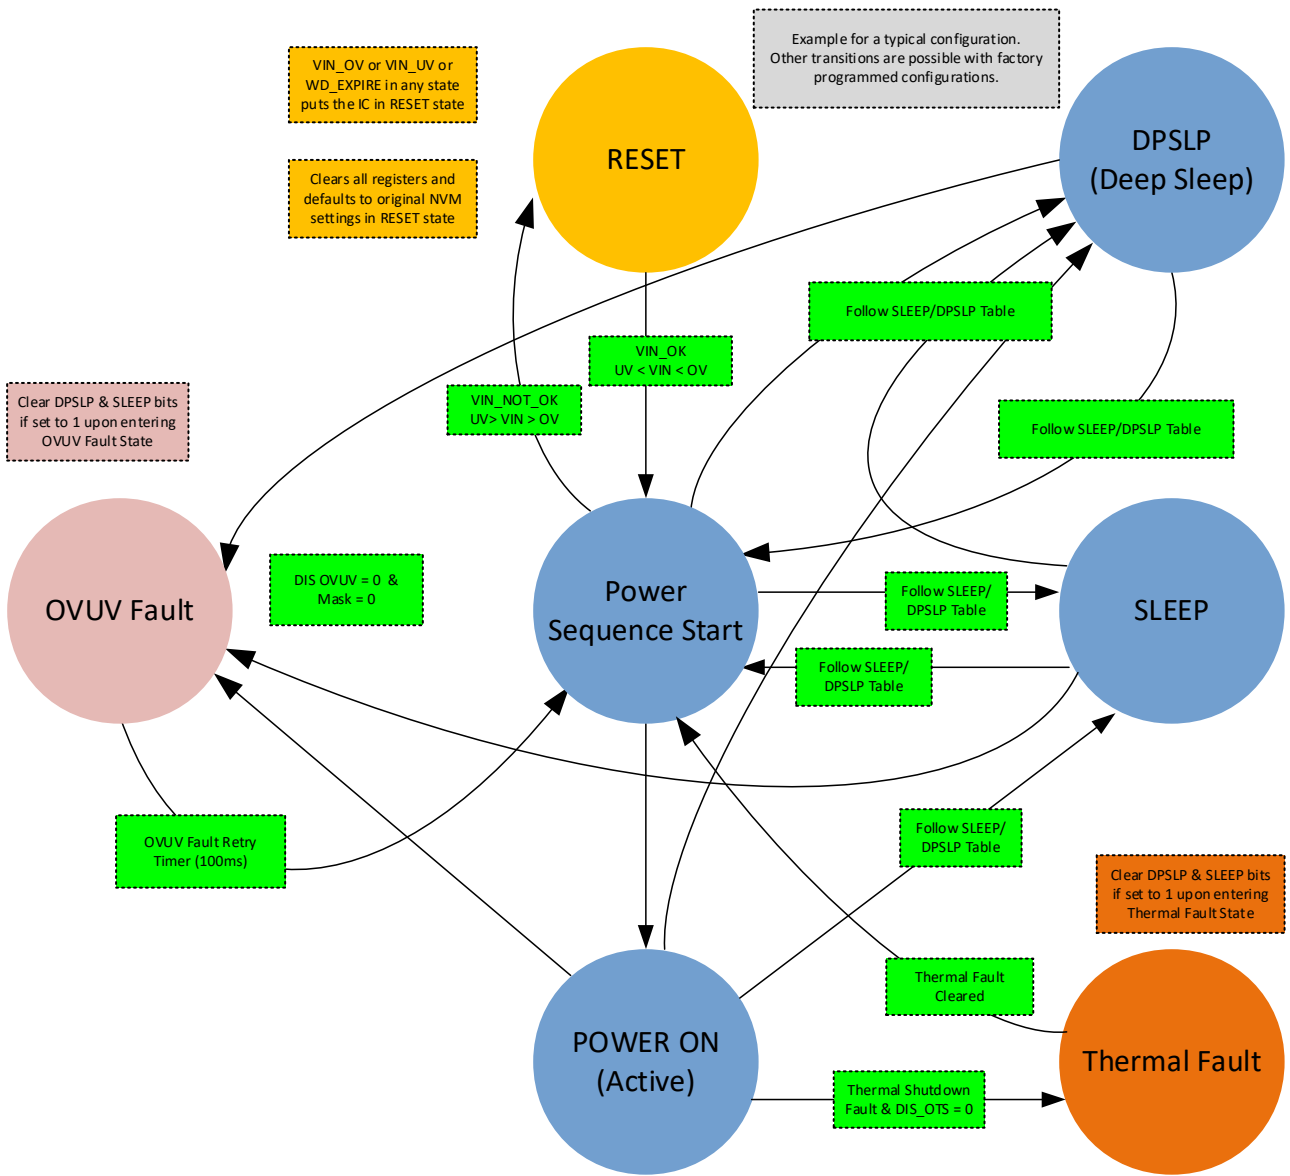 Example for a typical configuration.
Other transitions are possible with factory
programmed configurations.
VIN_OV or VIN_UV or
WD_EXPIRE in any state
puts the IC in RESET state
RESET
DPSLP
(Deep Sleep)
Clears all registers and
defaults to original NVM
settings in RESET state
Follow SLEEP/DPSLP Table
VIN_OK
UV < VIN < OV
VIN_NOT_OK
UV> VIN > OV
Clear DPSLP & SLEEP bits
if set to 1 upon entering
OVUV Fault State
Follow SLEEP/DPSLP Table
OVUV Fault
DIS OVUV = 0 &
Mask = 0
Power
Sequence Start
Follow SLEEP/
DPSLP Table
SLEEP
Follow SLEEP/
DPSLP Table
OVUV Fault Retry
Timer (100ms)
Follow SLEEP/
DPSLP Table
Clear DPSLP & SLEEP bits
if set to 1 upon entering
Thermal Fault State
Thermal Fault
Cleared
POWER ON
(Active)
Thermal Fault
Thermal Shutdown
Fault & DIS_OTS = 0